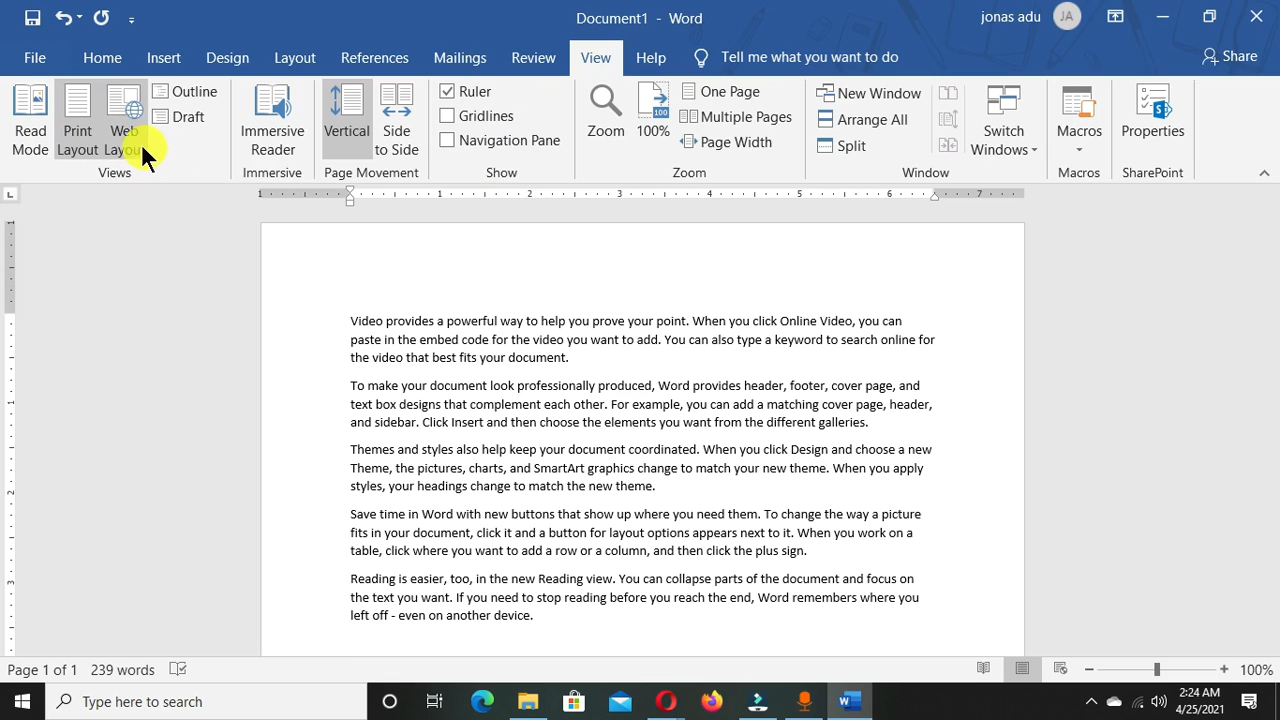 Document1 - Word
jonas adu
JA
File Home Insert Design Layout References Mailings Review View Help Tell me what you want to do Share
Read Mode
Print Layout
Web Layou
Outline
Draft
Views
Immersive Reader
Immersive
Vertical
Side to Side
Page Movement
Ruler
Gridlines
Navigation Pane
Show
Zoom
100%
One Page
Multiple Pages
Page Width
Zoom
New Window
Arrange All
Split
Switch Windows
Window
Macros
Macros
Properties
SharePoint
1 1 2 3 4 5 6 7
Video provides a powerful way to help you prove your point. When you click Online Video, you can
paste in the embed code for the video you want to add. You can also type a keyword to search online for
the video that best fits your document.
To make your document look professionally produced, Word provides header, footer, cover page, and
text box designs that complement each other. For example, you can add a matching cover page, header,
and sidebar. Click Insert and then choose the elements you want from the different galleries.
Themes and styles also help keep your document coordinated. When you click Design and choose a new
Theme, the pictures, charts, and SmartArt graphics change to match your new theme. When you apply
styles, your headings change to match the new theme.
Save time in Word with new buttons that show up where you need them. To change the way a picture
fits in your document, click it and a button for layout options appears next to it. When you work on a
table, click where you want to add a row or a column, and then click the plus sign.
Reading is easier, too, in the new Reading view. You can collapse parts of the document and focus on
the text you want. If you need to stop reading before you reach the end, Word remembers where you
left off - even on another device.
Page 1 of 1 239 words
100%
Type here to search
2:24 AM
4/25/2021